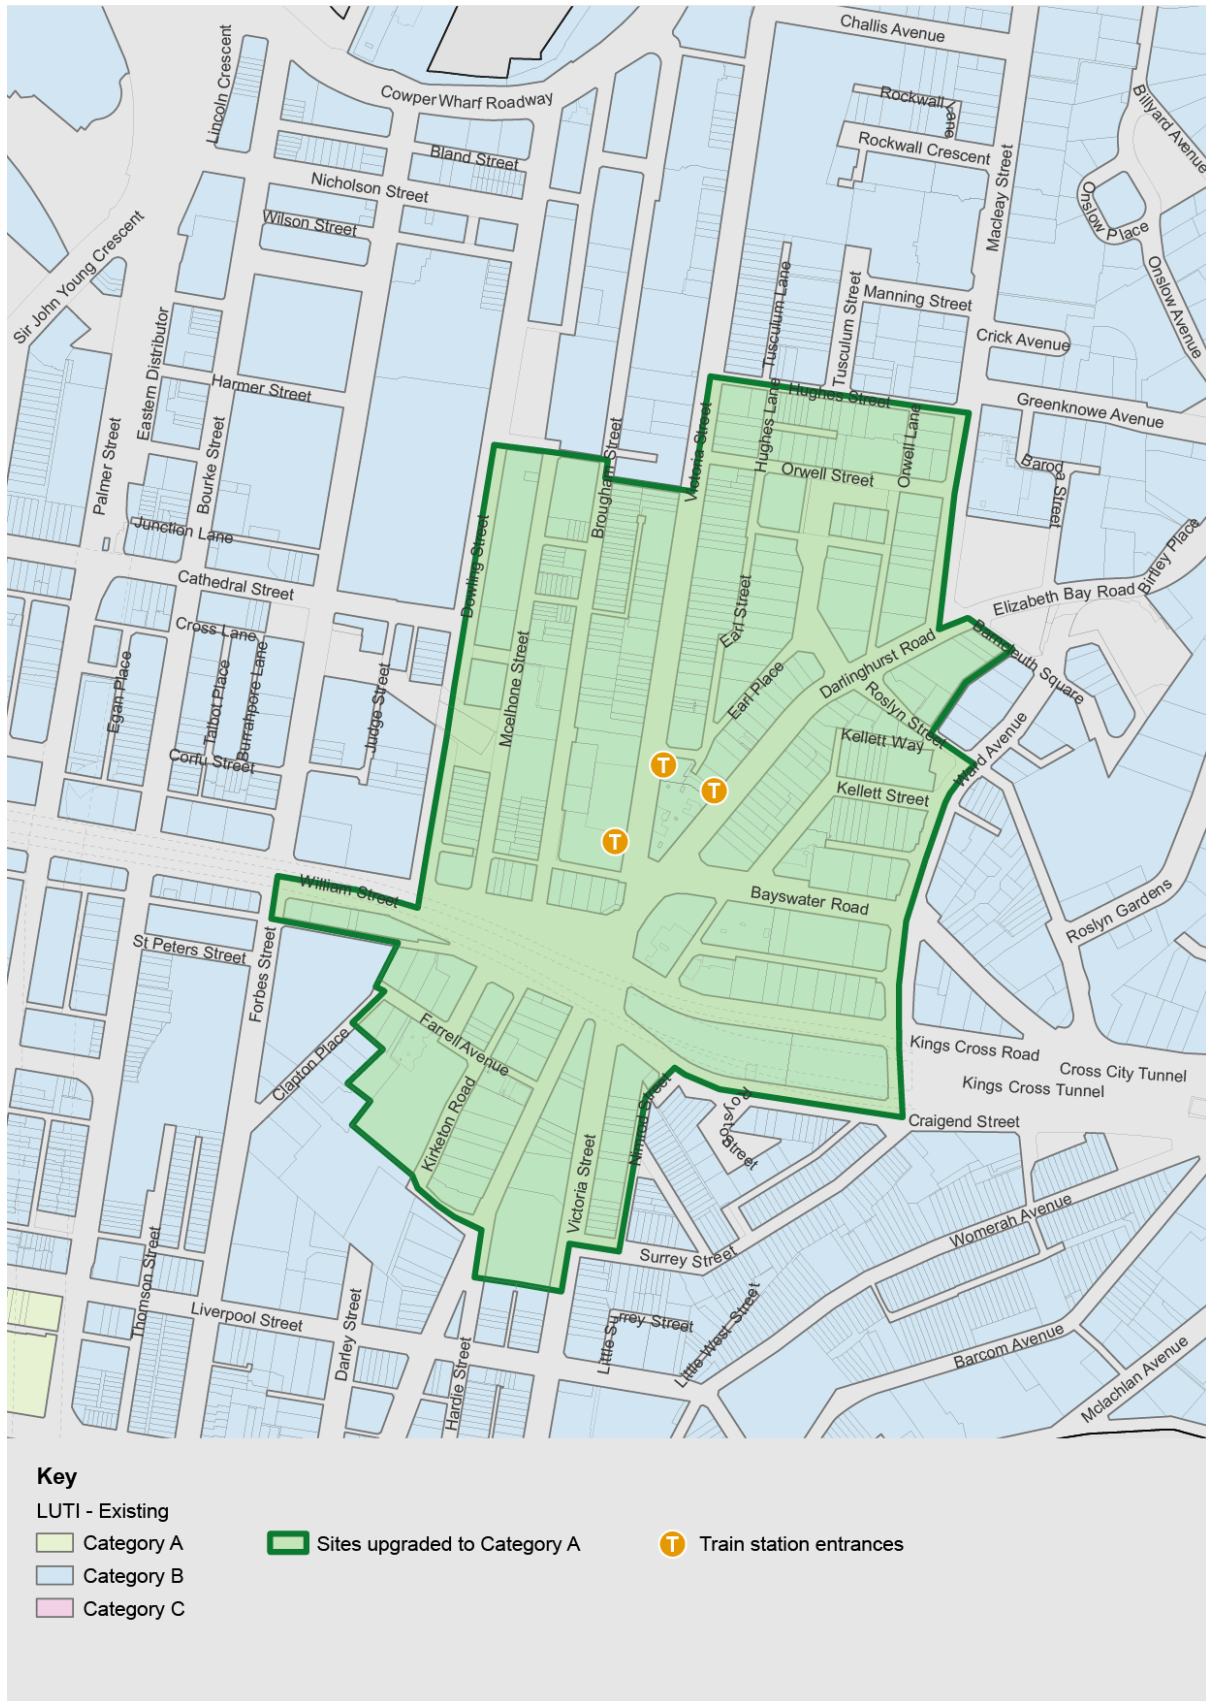 Challis Avenue
Lincoln Crescent
Cowper Wharf Roadway
Rockwall Lane
Billyard Avenue
Bland Street
Rockwall Crescent
Nicholson Street
Macleay Street
Wilson Street
Onslow Place
Sir John Young Crescent
Onslow Avenue
Tusculum Lane
Tusculum Street
Manning Street
Crick Avenue
Eastern Distributor
Harmer Street
Hughes Street
Greenknowe Avenue
Palmer Street
Bourke Street
Brougham Street
Victoria Street
Hughes Lane
Orwell Lane
Orwell Street
Baroda Street
Junction Lane
Birtley Place
Dowling Street
Cathedral Street
Elizabeth Bay Road
Cross Lane
Earl Street
Barncleuth Square
Darlinghurst Road
Egan Place
Talbot Place
Burrahpore Lane
Judge Street
Mcelhone Street
Earl Place
Roslyn Street
Kellett Way
Ward Avenue
Corfu Street
T
T
Kellett Street
T
William Street
Bayswater Road
Roslyn Gardens
St Peters Street
Forbes Street
Farrell Avenue
Kings Cross Road
Clapton Place
Cross City Tunnel
Kings Cross Tunnel
Kirketon Road
Nimrod Street
Royston Street
Craigend Street
Victoria Street
Womerah Avenue
Surrey Street
Thomson Street
Liverpool Street
Darley Street
Little Surrey Street
Little West Street
Hardie Street
Barcom Avenue
Mclachlan Avenue
Key
LUTI - Existing
Category A
Sites upgraded to Category A
T Train station entrances
Category B
Category C